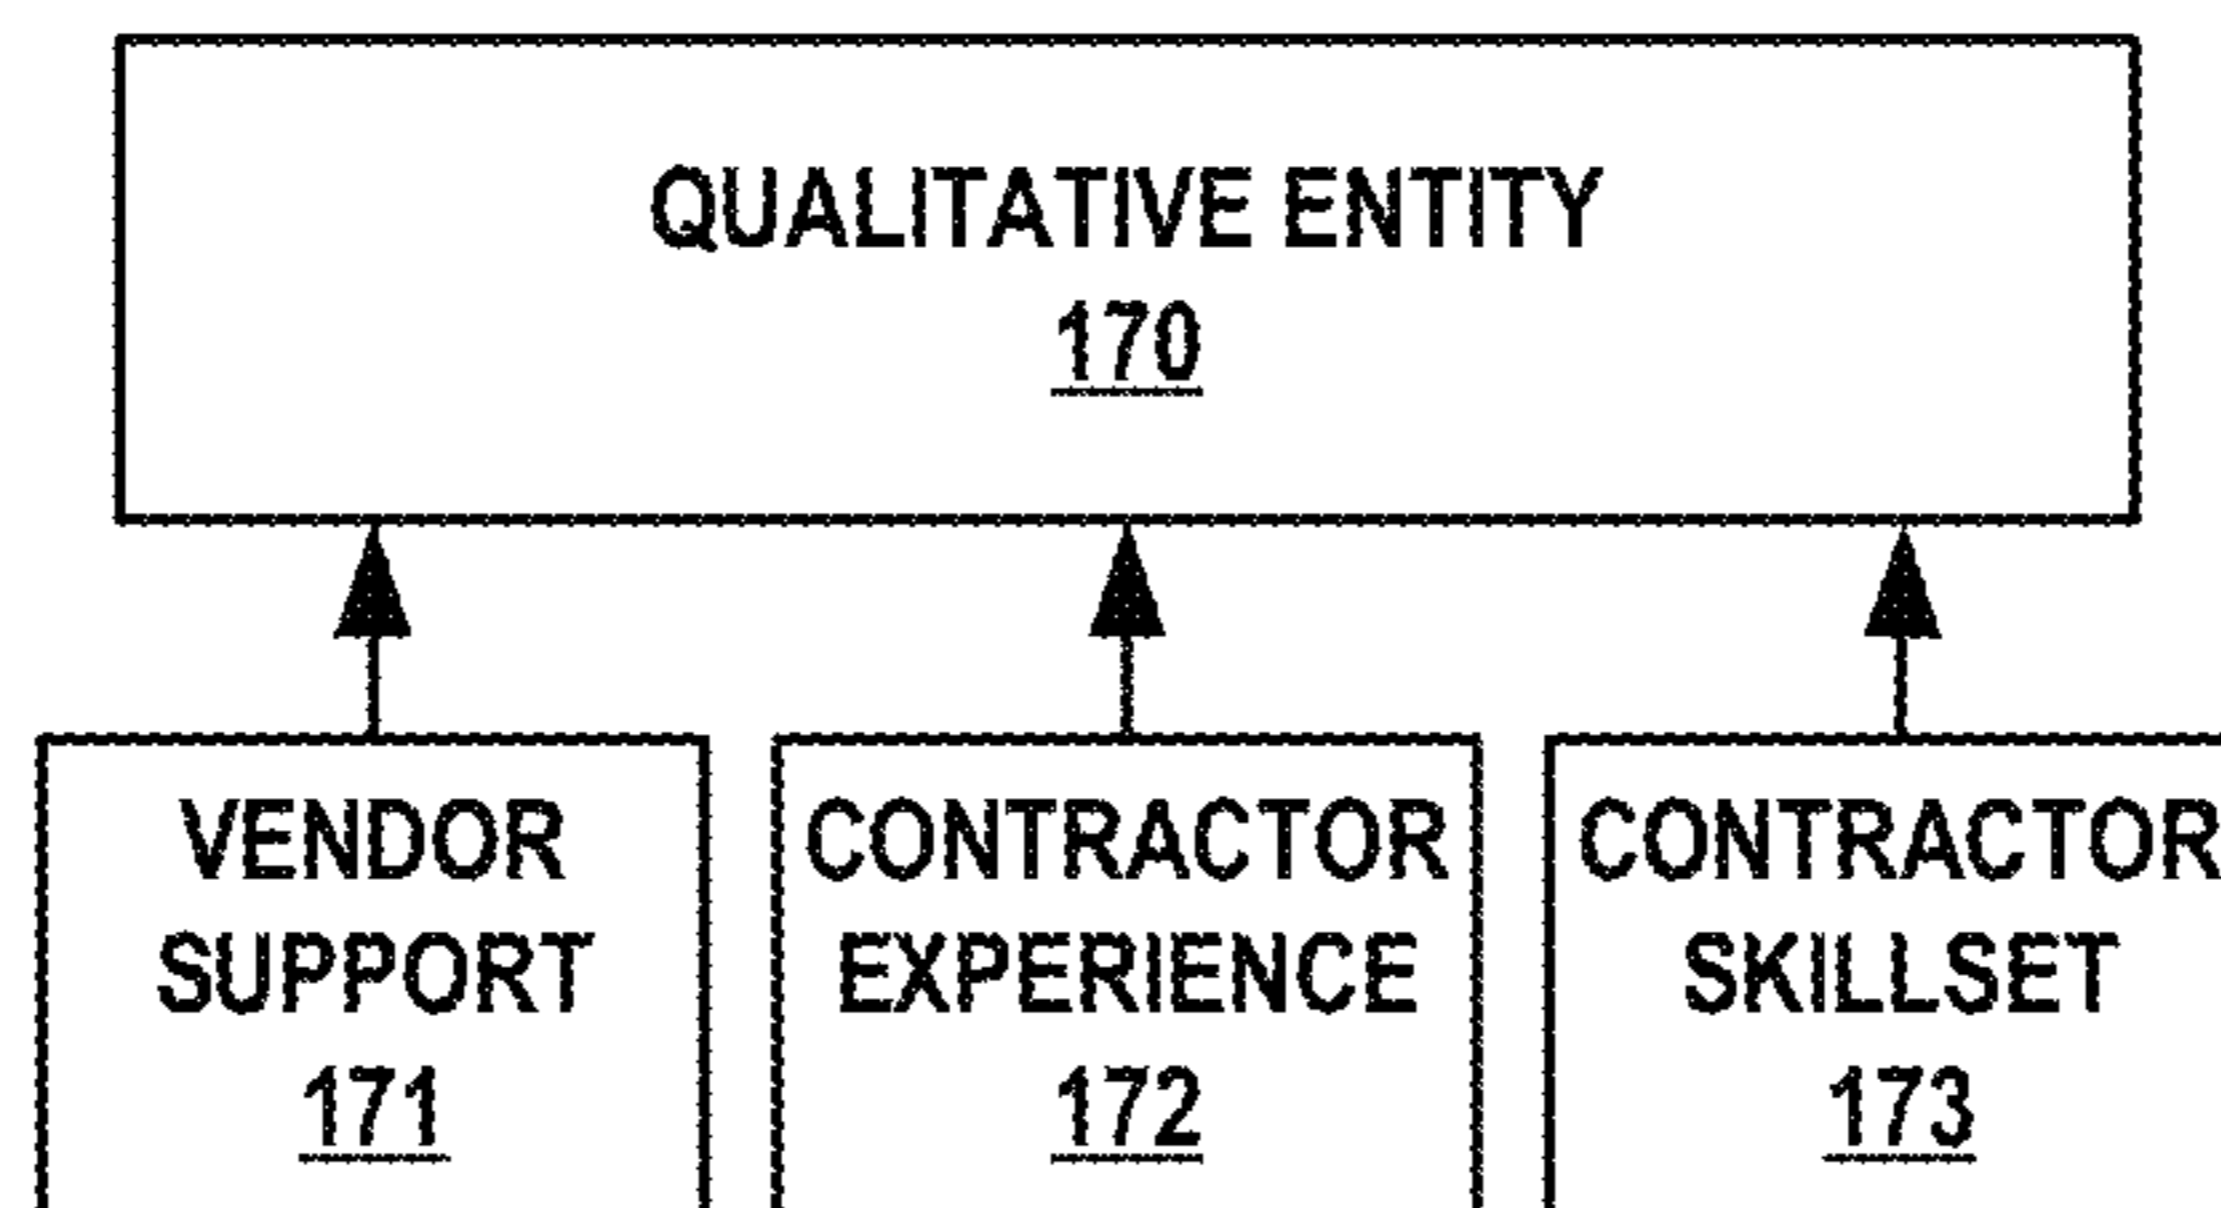 QUALITATIVE ENTITY
170
VENDOR
SUPPORT
171
CONTRACTOR
EXPERIENCE
172
CONTRACTOR
SKILLSET
173